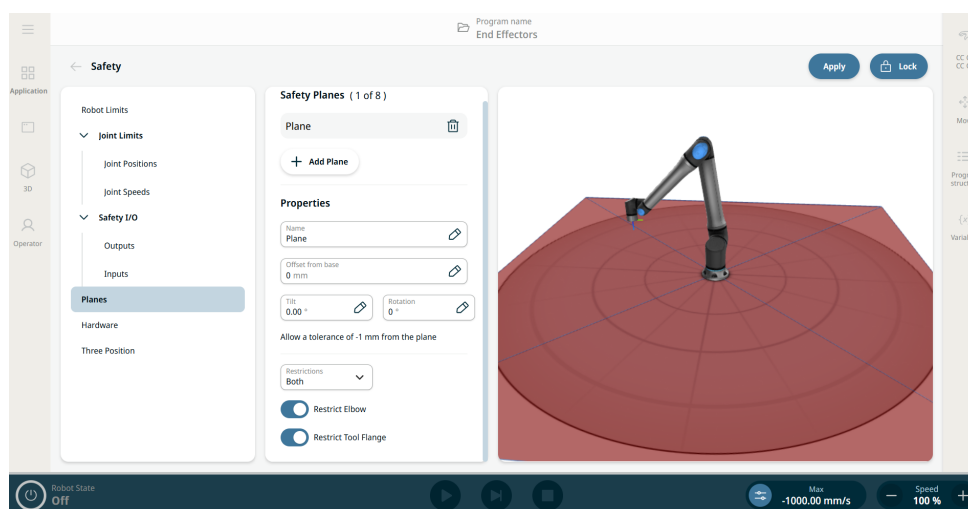 Program name
End Effectors
Safety
Apply
Lock
Application
3D
Operator
Robot Limits
Joint Limits
Joint Positions
Joint Speeds
Safety I/O
Outputs
Inputs
Planes
Hardware
Three Position
Safety Planes ( 1 of 8 )
Plane
Add Plane
Properties
Name
Plane
Offset from base
0 mm
Tilt
0.00 °
Rotation
0 °
Allow a tolerance of -1 mm from the plane
Restrictions
Both
Restrict Elbow
Restrict Tool Flange
Robot State
Off
Max
-1000.00 mm/s
Speed
100 %